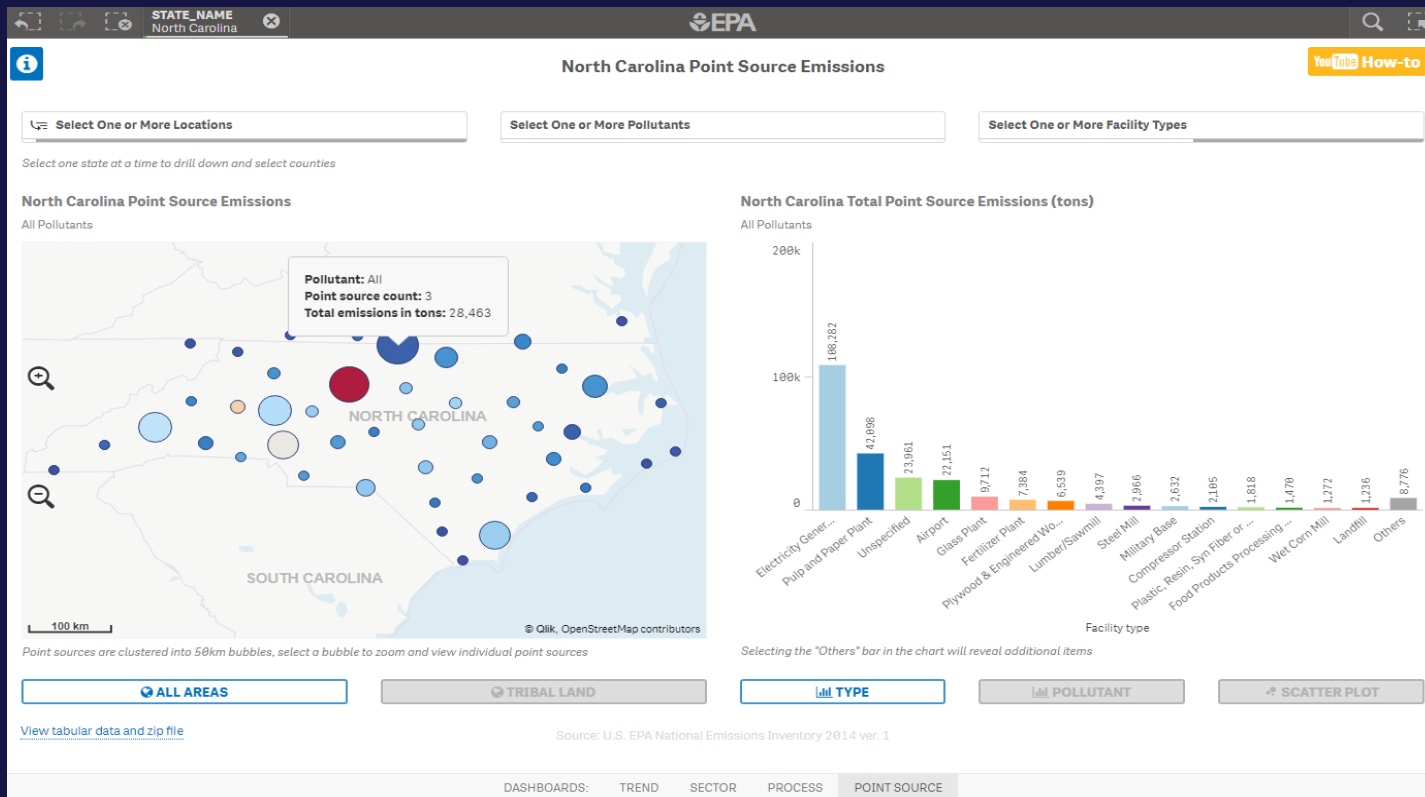 STATE_NAME
North Carolina
EPA
North Carolina Point Source Emissions
YouTube How-to
Select One or More Locations
Select One or More Pollutants
Select One or More Facility Types
Select one state at a time to drill down and select counties
North Carolina Point Source Emissions
All Pollutants
Pollutant: All
Point source count: 3
Total emissions in tons: 28,463
NORTH CAROLINA
SOUTH CAROLINA
100 km
© Qlik, OpenStreetMap contributors
Point sources are clustered into 50km bubbles, select a bubble to zoom and view individual point sources
North Carolina Total Point Source Emissions (tons)
All Pollutants
200k
100k
0
108,282
42,098
23,961
22,151
9,712
7,384
6,539
4,397
2,966
2,632
2,105
1,818
1,470
1,272
1,236
8,776
Electricity Gener...
Pulp and Paper Plant
Unspecified
Airport
Glass Plant
Fertilizer Plant
Plywood & Engineered Wo...
Lumber/Sawmill
Steel Mill
Military Base
Compressor Station
Plastic, Resin, Syn Fiber or ...
Food Products Processing ...
Wet Corn Mill
Landfill
Others
Facility type
Selecting the "Others" bar in the chart will reveal additional items
ALL AREAS
TRIBAL LAND
TYPE
POLLUTANT
SCATTER PLOT
View tabular data and zip file
Source: U.S. EPA National Emissions Inventory 2014 ver. 1
DASHBOARDS: TREND SECTOR PROCESS POINT SOURCE